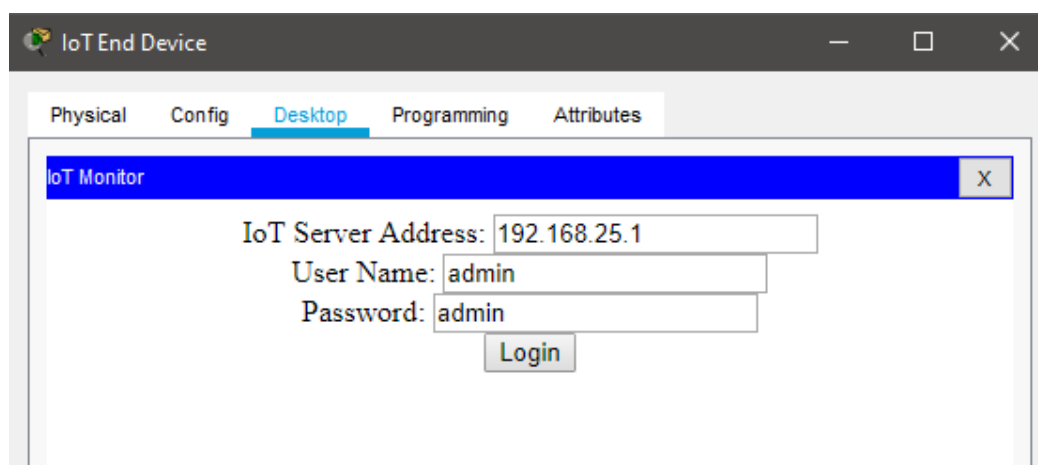 IoT End Device
Physical Config Desktop Programming Attributes
IoT Monitor X
IoT Server Address: 192.168.25.1
User Name: admin
Password: admin
Login